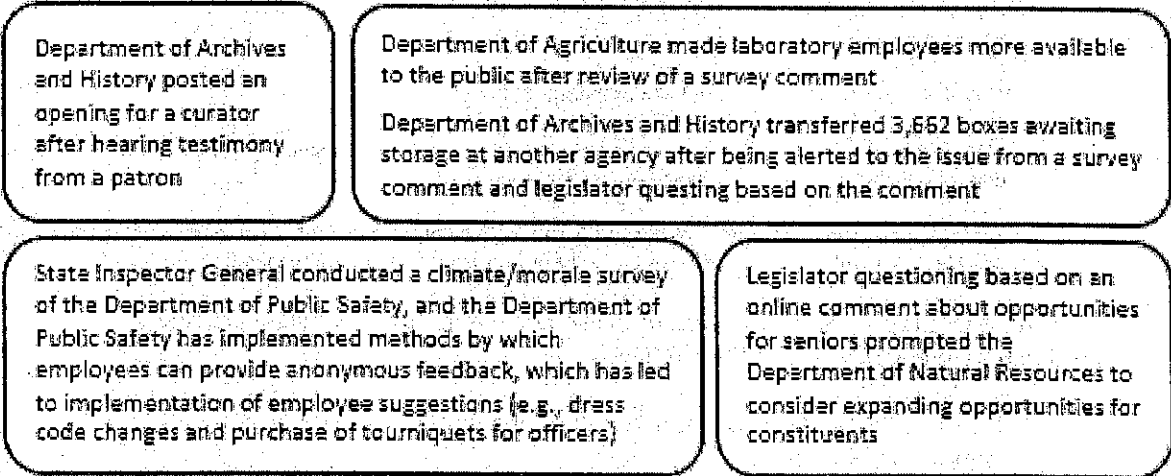 Department of Archives
and History posted an
opening for a curator
after hearing testimony
from a patron
Department of Agriculture made laboratory employees more available
to the public after review of a survey comment
Department of Archives and History transferred 3,662 boxes awaiting
storage at another agency after being alerted to the issue from a survey
comment and legislator questing based on the comment
State Inspector General conducted a climate/morale survey
of the Department of Public Safety, and the Department of
Public Safety has implemented methods by which
employees can provide anonymous feedback, which has led
to implementation of employee suggestions (e.g., dress
code changes and purchase of tourniquets for officers)
Legislator questioning based on an
online comment about opportunities
for seniors prompted the
Department of Natural Resources to
consider expanding opportunities for
constituents